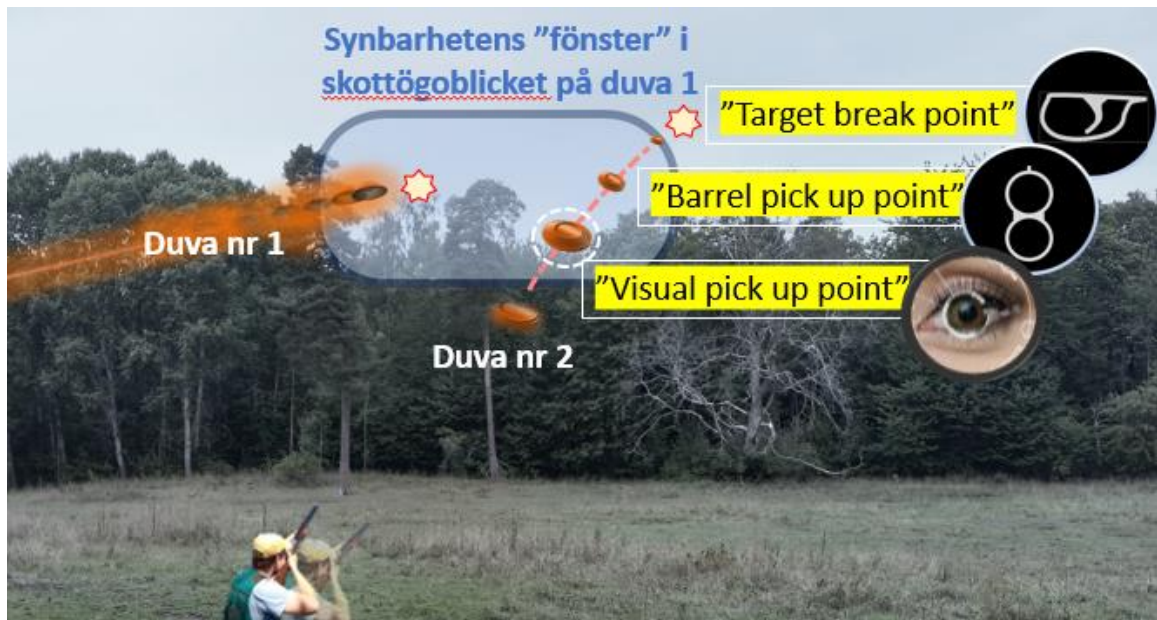 Synbarhetens ”fönster” i
skottögoblicket på duva 1
”Target break point”
”Barrel pick up point”
Duva nr 1
”Visual pick up point”
Duva nr 2